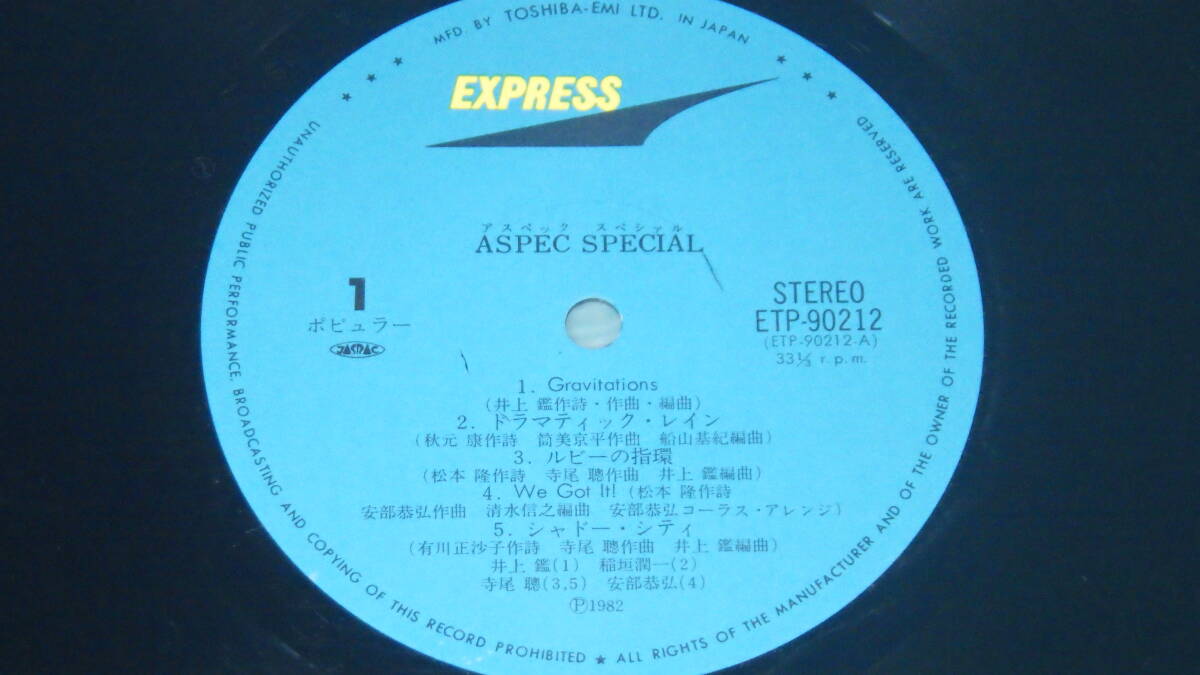 MFD. BY TOSHIBA-EMI LTD. IN JAPAN
EXPRESS
アスペック スペシャル
ASPEC SPECIAL
1
ポピュラー
JASRAC
STEREO
ETP-90212
(ETP-90212-A)
33⅓ r.p.m.
1. Gravitations
(井上 鑑作詩・作曲・編曲)
2. ドラマティック・レイン
(秋元 康作詩 筒美京平作曲 船山基紀編曲)
3. ルビーの指環
(松本 隆作詩 寺尾 聰作曲 井上 鑑編曲)
4. We Got It! (松本 隆作詩
安部恭弘作曲 清水信之編曲 安部恭弘コーラス・アレンジ)
5. シャドー・シティ
(有川正沙子作詩 寺尾 聰作曲 井上 鑑編曲)
井上 鑑(1) 稲垣潤一(2)
寺尾 聰(3,5) 安部恭弘(4)
Ⓟ1982
UNAUTHORIZED PUBLIC PERFORMANCE, BROADCASTING AND COPYING OF THIS RECORD PROHIBITED ★ ALL RIGHTS OF THE MANUFACTURER AND OF THE OWNER OF THE RECORDED WORK ARE RESERVED